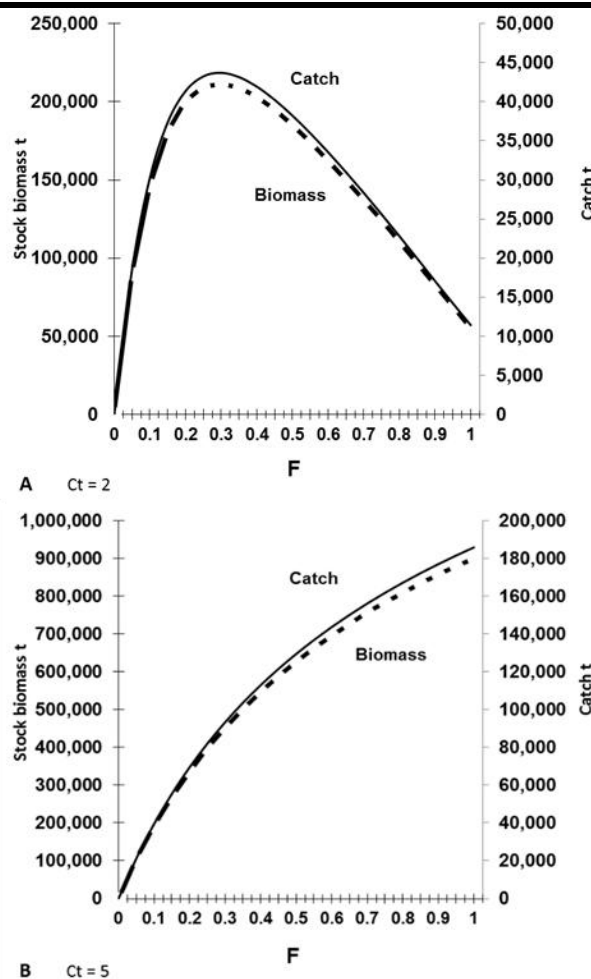 250,000
200,000
150,000
100,000
50,000
0
Stock biomass t
50,000
45,000
40,000
35,000
30,000
25,000
20,000
15,000
10,000
5,000
0
Catch t
Catch
Biomass
0 0.1 0.2 0.3 0.4 0.5 0.6 0.7 0.8 0.9 1
F
A Ct = 2
1,000,000
900,000
800,000
700,000
600,000
500,000
400,000
300,000
200,000
100,000
0
Stock biomass t
200,000
180,000
160,000
140,000
120,000
100,000
80,000
60,000
40,000
20,000
0
Catch t
Catch
Biomass
0 0.1 0.2 0.3 0.4 0.5 0.6 0.7 0.8 0.9 1
F
B Ct = 5